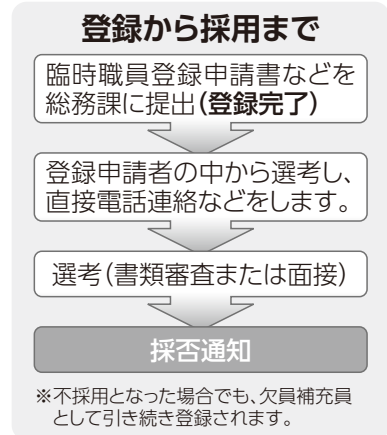 登録から採用まで
臨時職員登録申請書などを
総務課に提出(登録完了)
登録申請者の中から選考し、
直接電話連絡などをします。
選考(書類審査または面接)
採否通知
※不採用となった場合でも、欠員補充員
として引き続き登録されます。